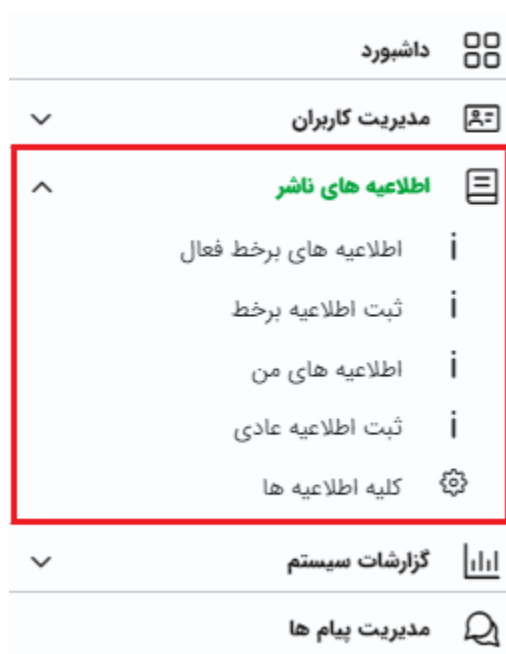 داشبورد
مدیریت کاربران
اطلاعیه های ناشر
اطلاعیه های برخط فعال
ثبت اطلاعیه برخط
اطلاعیه های من
ثبت اطلاعیه عادی
کلیه اطلاعیه ها
گزارشات سیستم
مدیریت پیام ها